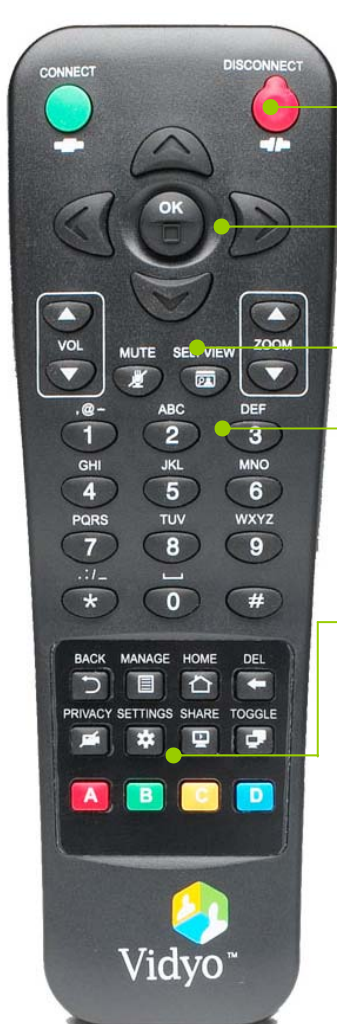 CONNECT DISCONNECT
OK
VOL MUTE SELF VIEW ZOOM
,@~ ABC DEF
1 2 3
GHI JKL MNO
4 5 6
PQRS TUV WXYZ
7 8 9
.:/_
* 0 #
BACK MANAGE HOME DEL
PRIVACY SETTINGS SHARE TOGGLE
A B C D
Vidyo™